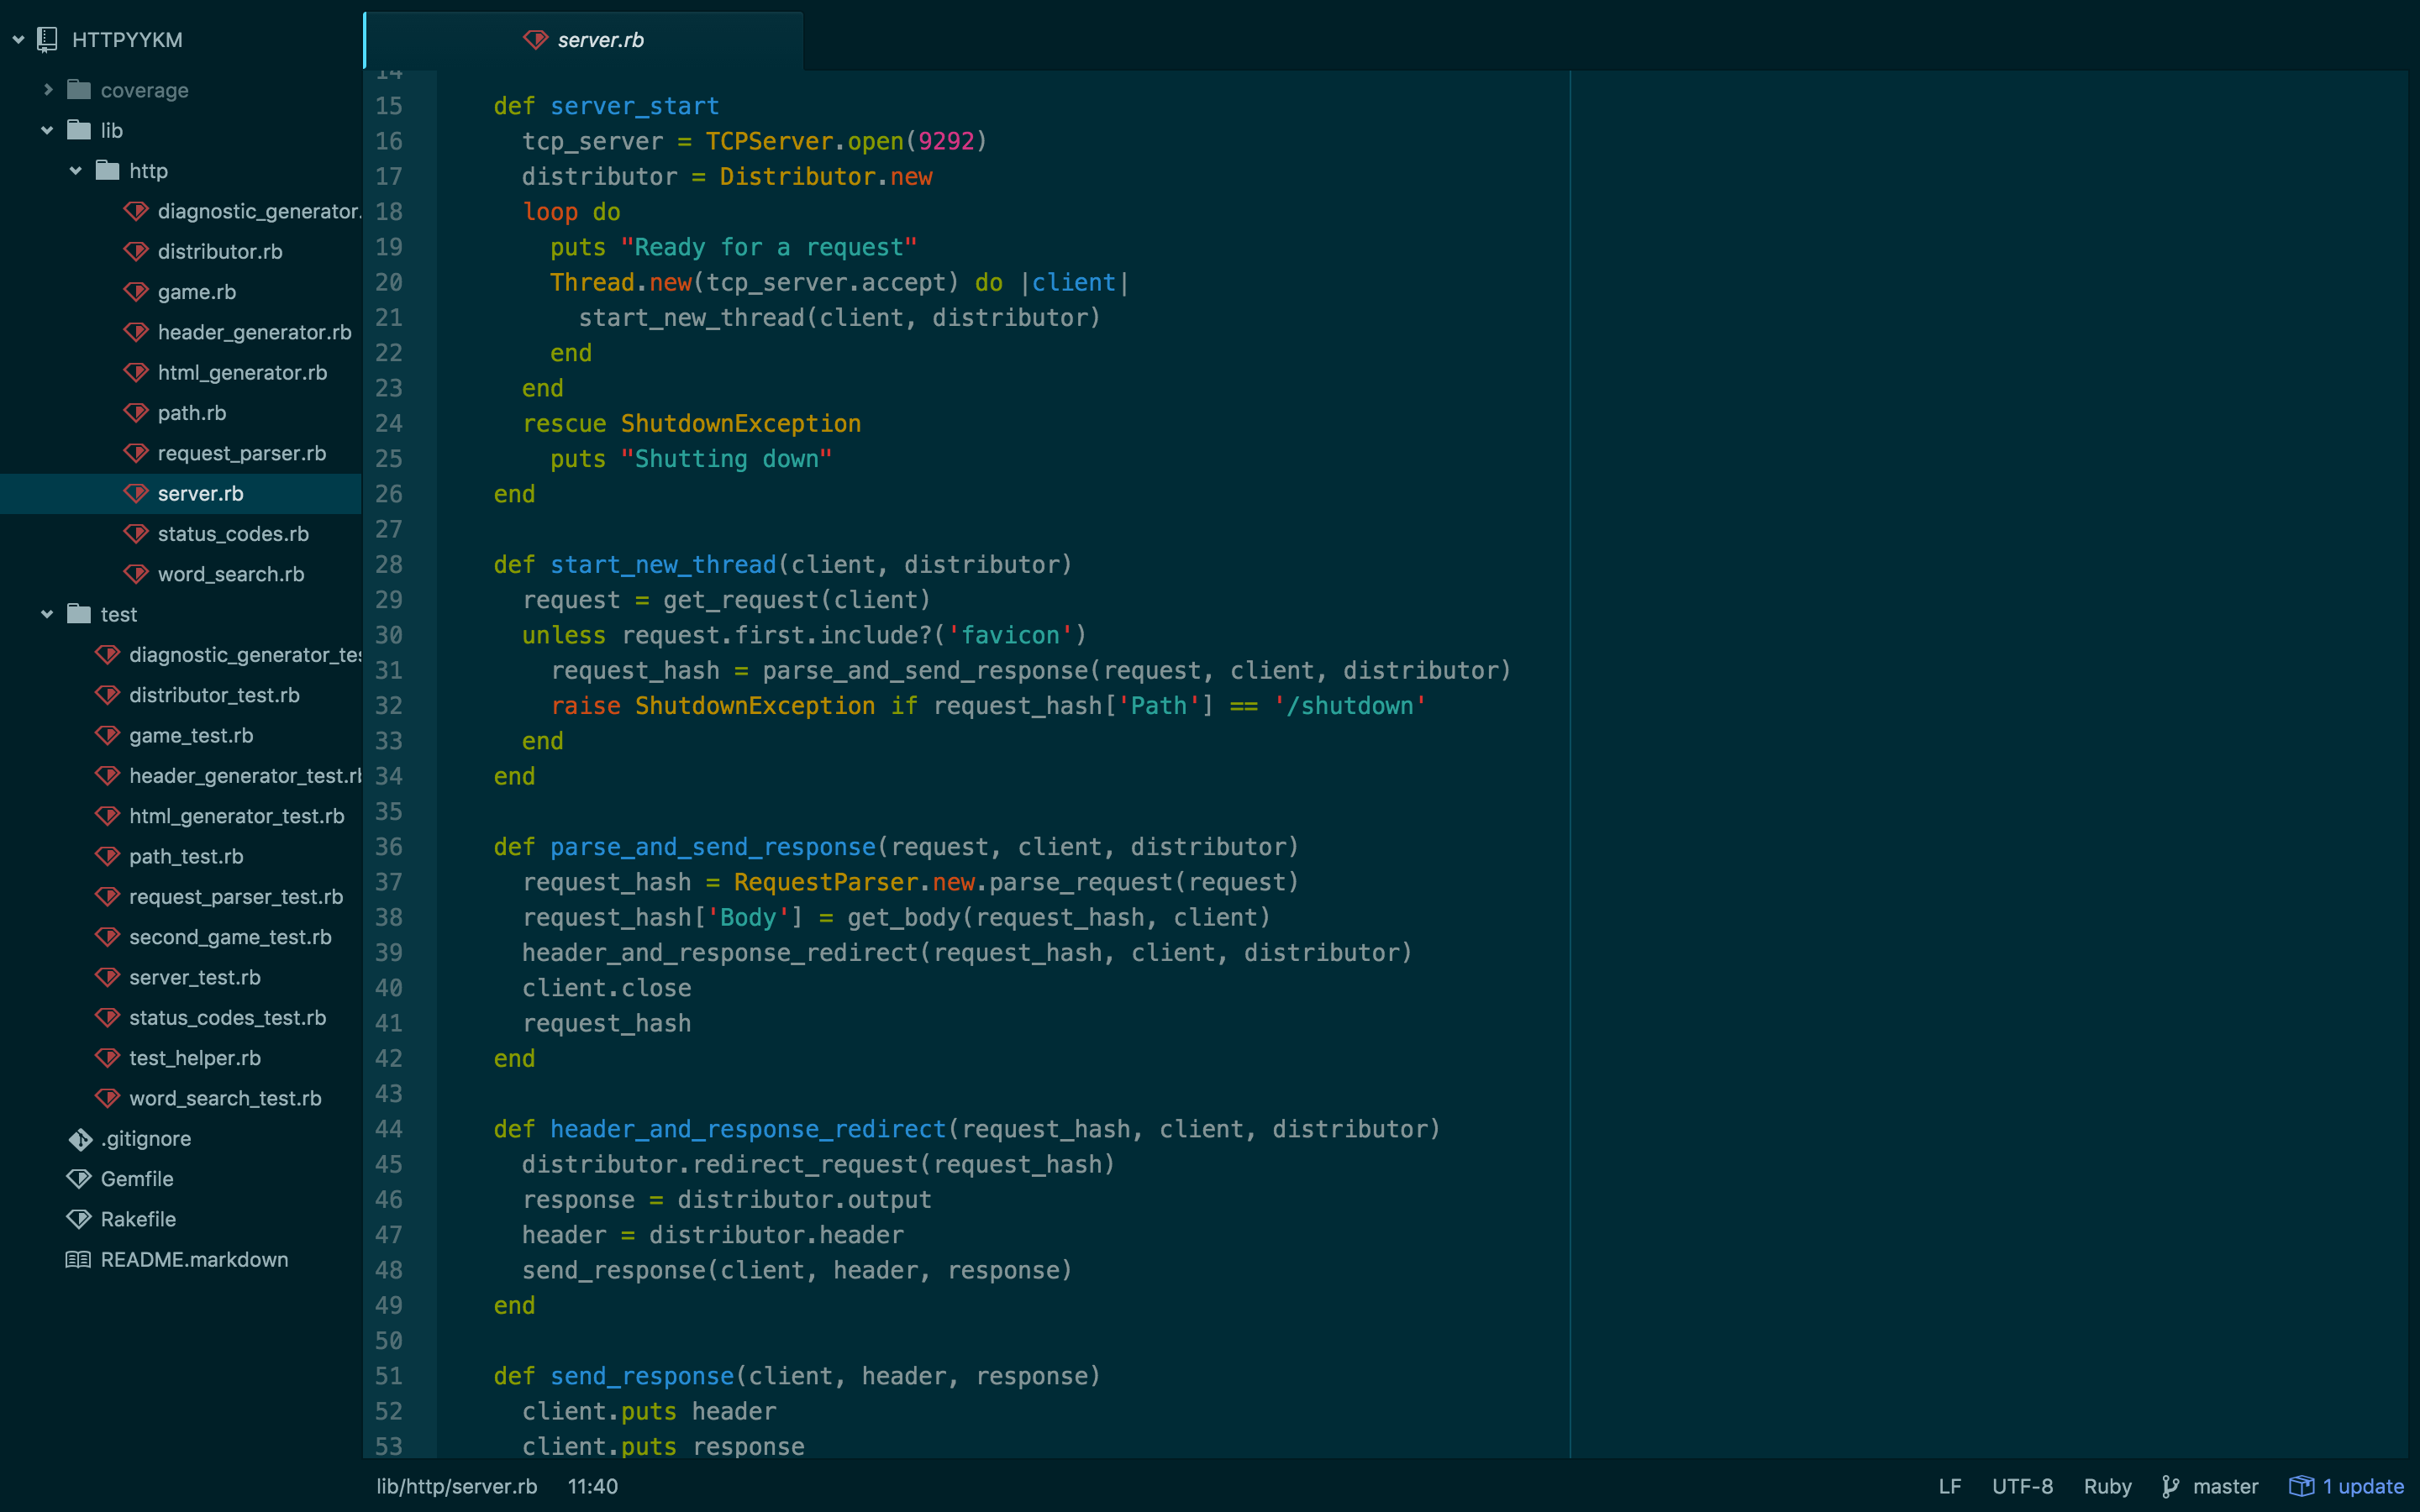 HTTPYYKM
coverage
lib
http
diagnostic_generator.
distributor.rb
game.rb
header_generator.rb
html_generator.rb
path.rb
request_parser.rb
server.rb
status_codes.rb
word_search.rb
test
diagnostic_generator_tes
distributor_test.rb
game_test.rb
header_generator_test.rb
html_generator_test.rb
path_test.rb
request_parser_test.rb
second_game_test.rb
server_test.rb
status_codes_test.rb
test_helper.rb
word_search_test.rb
.gitignore
Gemfile
Rakefile
README.markdown
server.rb
14
15 def server_start
16 tcp_server = TCPServer.open(9292)
17 distributor = Distributor.new
18 loop do
19 puts "Ready for a request"
20 Thread.new(tcp_server.accept) do |client|
21 start_new_thread(client, distributor)
22 end
23 end
24 rescue ShutdownException
25 puts "Shutting down"
26 end
27
28 def start_new_thread(client, distributor)
29 request = get_request(client)
30 unless request.first.include?('favicon')
31 request_hash = parse_and_send_response(request, client, distributor)
32 raise ShutdownException if request_hash['Path'] == '/shutdown'
33 end
34 end
35
36 def parse_and_send_response(request, client, distributor)
37 request_hash = RequestParser.new.parse_request(request)
38 request_hash['Body'] = get_body(request_hash, client)
39 header_and_response_redirect(request_hash, client, distributor)
40 client.close
41 request_hash
42 end
43
44 def header_and_response_redirect(request_hash, client, distributor)
45 distributor.redirect_request(request_hash)
46 response = distributor.output
47 header = distributor.header
48 send_response(client, header, response)
49 end
50
51 def send_response(client, header, response)
52 client.puts header
53 client.puts response
lib/http/server.rb 11:40 LF UTF-8 Ruby master 1 update